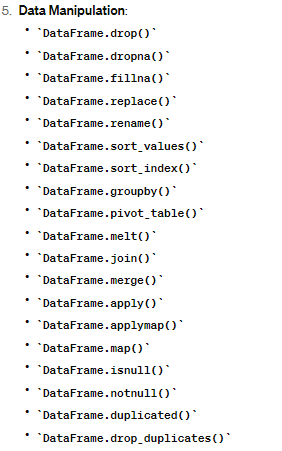 5. Data Manipulation:
• `DataFrame.drop()`
• `DataFrame.dropna()`
• `DataFrame.fillna()`
• `DataFrame.replace()`
• `DataFrame.rename()`
• `DataFrame.sort_values()`
• `DataFrame.sort_index()`
• `DataFrame.groupby()`
• `DataFrame.pivot_table()`
• `DataFrame.melt()`
• `DataFrame.join()`
• `DataFrame.merge()`
• `DataFrame.apply()`
• `DataFrame.applymap()`
• `DataFrame.map()`
• `DataFrame.isnull()`
• `DataFrame.notnull()`
• `DataFrame.duplicated()`
• `DataFrame.drop_duplicates()`